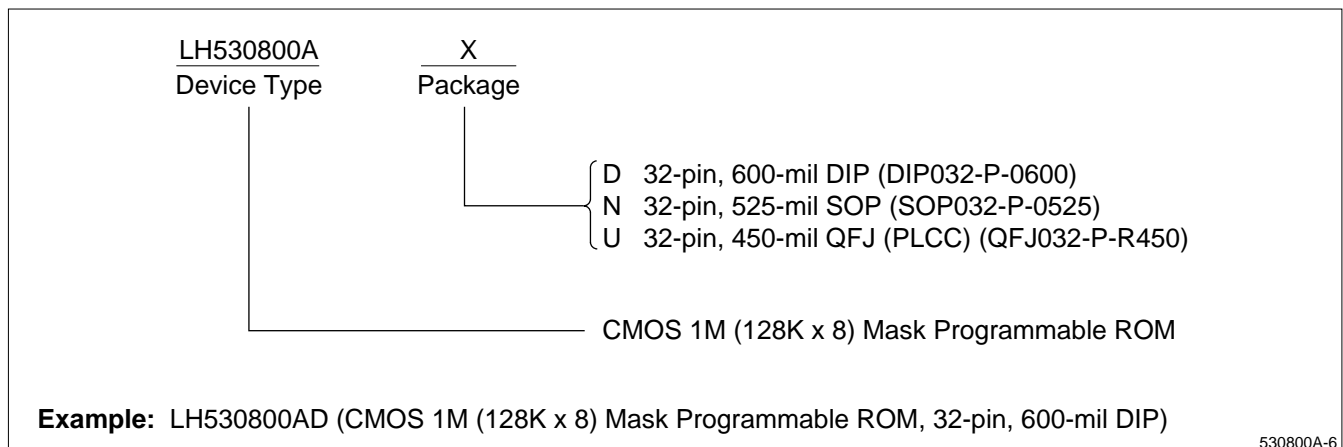 LH530800A X
Device Type Package
D 32-pin, 600-mil DIP (DIP032-P-0600)
N 32-pin, 525-mil SOP (SOP032-P-0525)
U 32-pin, 450-mil QFJ (PLCC) (QFJ032-P-R450)
CMOS 1M (128K x 8) Mask Programmable ROM
Example: LH530800AD (CMOS 1M (128K x 8) Mask Programmable ROM, 32-pin, 600-mil DIP)
530800A-6